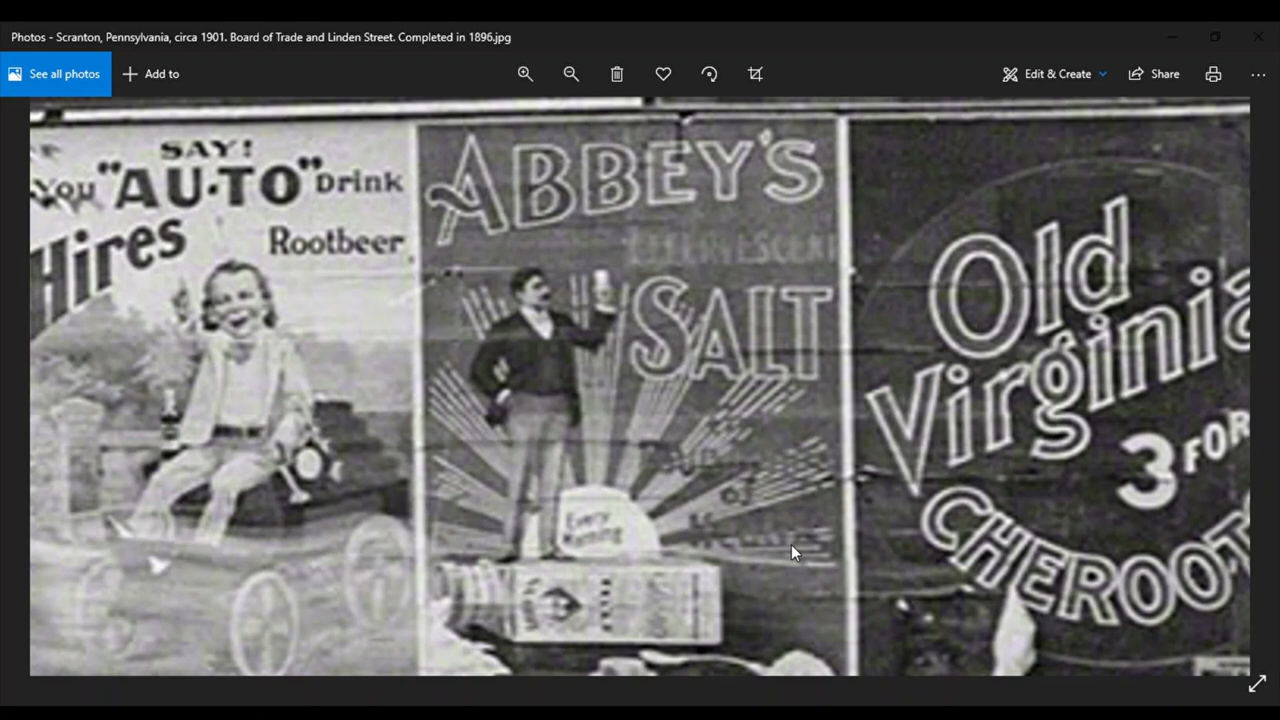 Photos - Scranton, Pennsylvania, circa 1901. Board of Trade and Linden Street. Completed in 1896.jpg
See all photos
Add to
Edit & Create
Share
SAY!
You "AU-TO" Drink
Hires Rootbeer
ABBEY'S
EFFERVESCENT
SALT
Every
Morning
Old
Virginia
3 FOR
CHEROOT